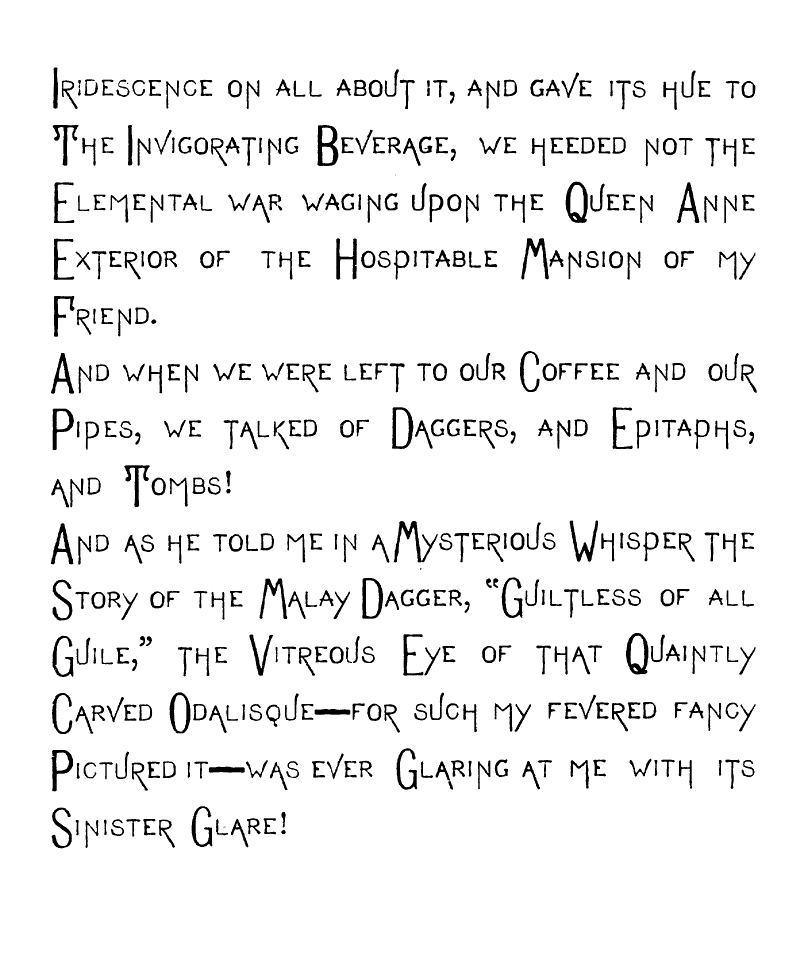 Iridescence on all about it, and gave its hue to
The Invigorating Beverage, we heeded not the
Elemental war waging upon the Queen Anne
Exterior of the Hospitable Mansion of my
Friend.
And when we were left to our Coffee and our
Pipes, we talked of Daggers, and Epitaphs,
and Tombs!
And as he told me in a Mysterious Whisper the
Story of the Malay Dagger, “Guiltless of all
Guile,” the Vitreous Eye of that Quaintly
Carved Odalisque—for such my fevered fancy
Pictured it—was ever Glaring at me with its
Sinister Glare!